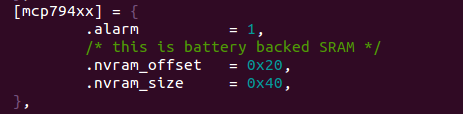 [mcp794xx] = {
.alarm = 1,
/* this is battery backed SRAM */
.nvram_offset = 0x20,
.nvram_size = 0x40,
},